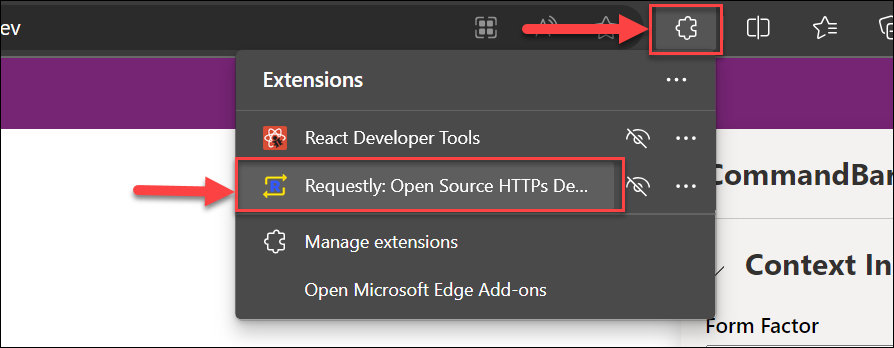 ev
Extensions
React Developer Tools
Requestly: Open Source HTTPs De...
Manage extensions
Open Microsoft Edge Add-ons
CommandBar
Context In
Form Factor